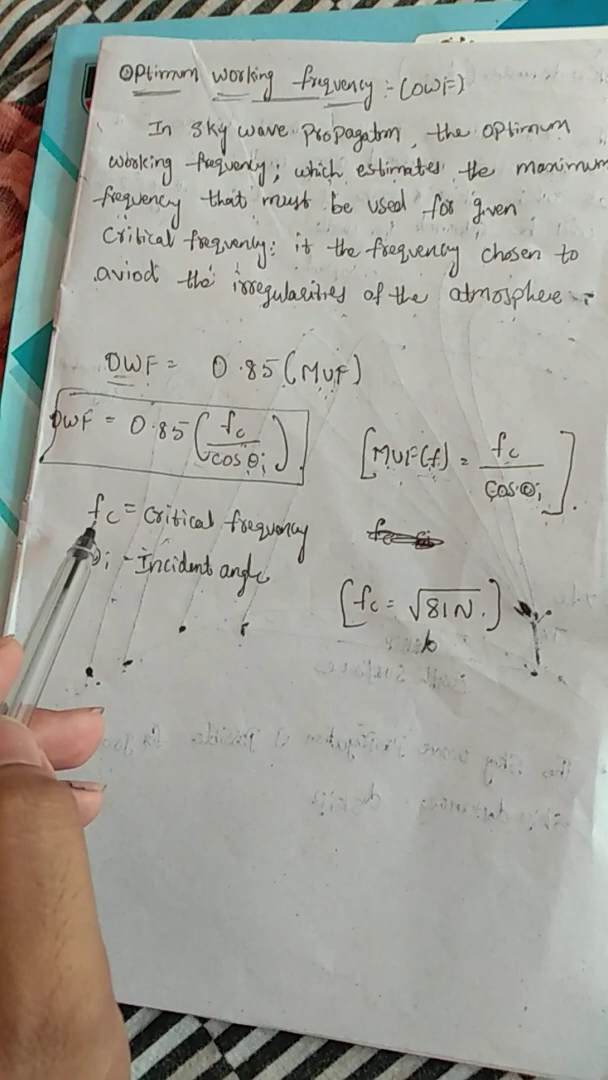 Optimum working frequency :- (OWF)
In sky wave propagation, the optimum
working frequency; which estimates the maximum
frequency that must be used for given
critical frequency: it the frequency chosen to
aviod the irregularities of the atmosphere :-
OWF = 0.85 (MUF)
OWF = 0.85 (fc / cos θi)
[MUF(f) = fc / cos θi].
fc = critical frequency
θi - Incident angle
[fc = √81N.]